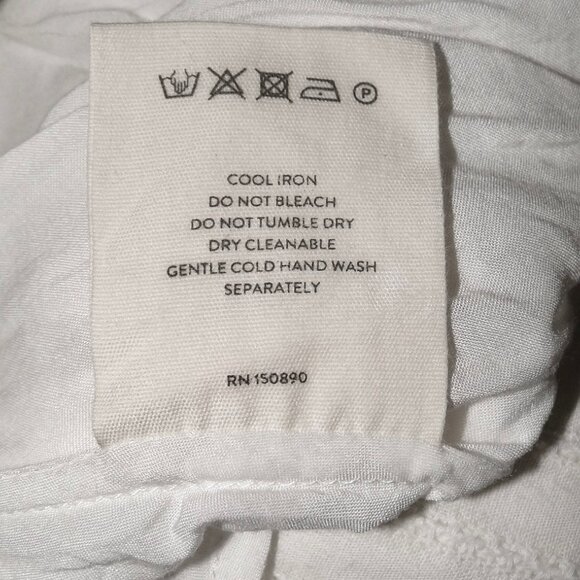 P
COOL IRON
DO NOT BLEACH
DO NOT TUMBLE DRY
DRY CLEANABLE
GENTLE COLD HAND WASH
SEPARATELY
RN 150890